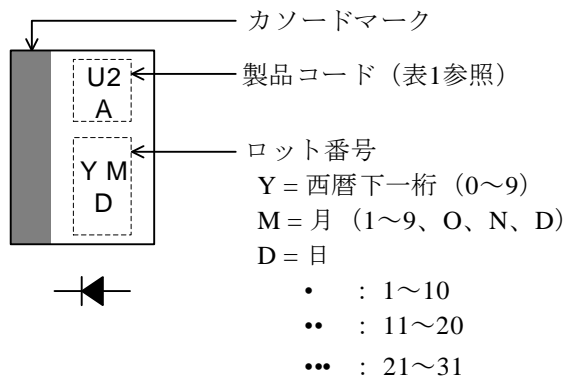 カソードマーク
U2
A
製品コード（表1参照）
Y M
D
ロット番号
Y = 西暦下一桁（0～9）
M = 月（1～9、O、N、D）
D = 日
• : 1～10
•• : 11～20
••• : 21～31